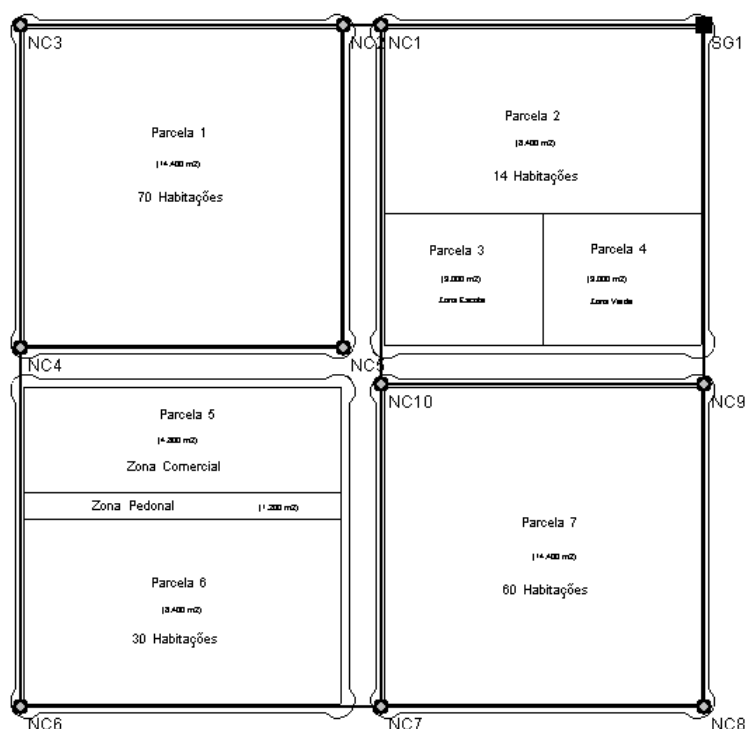 NC3
NC2
NC1
SG1
Parcela 1
(14.400 m2)
70 Habitações
Parcela 2
(8.400 m2)
14 Habitações
Parcela 3
(3.000 m2)
Zona Escolar
Parcela 4
(3.000 m2)
Zona Verde
NC4
NC5
NC10
NC9
Parcela 5
(4.800 m2)
Zona Comercial
Zona Pedonal
(1.200 m2)
Parcela 6
(8.400 m2)
30 Habitações
Parcela 7
(14.400 m2)
60 Habitações
NC6
NC7
NC8